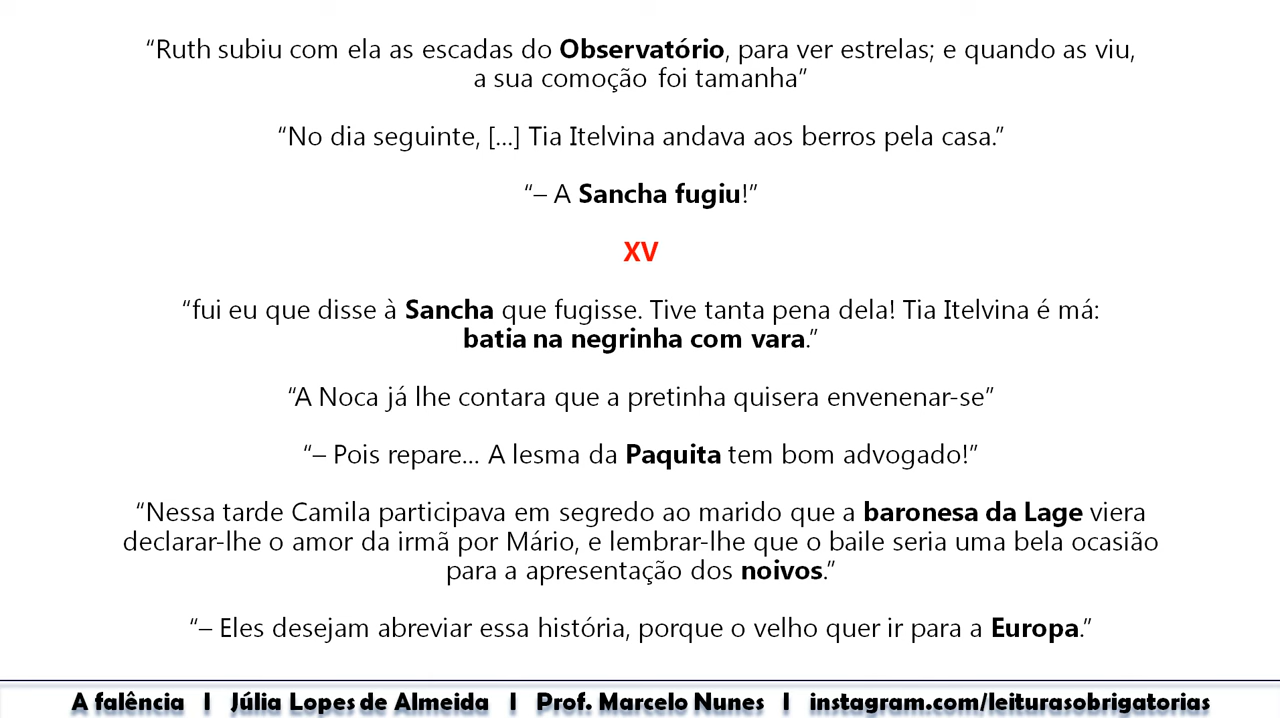 “Ruth subiu com ela as escadas do Observatório, para ver estrelas; e quando as viu,
a sua comoção foi tamanha”
“No dia seguinte, [...] Tia Itelvina andava aos berros pela casa.”
“– A Sancha fugiu!”
XV
“fui eu que disse à Sancha que fugisse. Tive tanta pena dela! Tia Itelvina é má:
batia na negrinha com vara.”
“A Noca já lhe contara que a pretinha quisera envenenar-se”
“– Pois repare... A lesma da Paquita tem bom advogado!”
“Nessa tarde Camila participava em segredo ao marido que a baronesa da Lage viera
declarar-lhe o amor da irmã por Mário, e lembrar-lhe que o baile seria uma bela ocasião
para a apresentação dos noivos.”
“– Eles desejam abreviar essa história, porque o velho quer ir para a Europa.”
A falência I Júlia Lopes de Almeida I Prof. Marcelo Nunes I instagram.com/leiturasobrigatorias